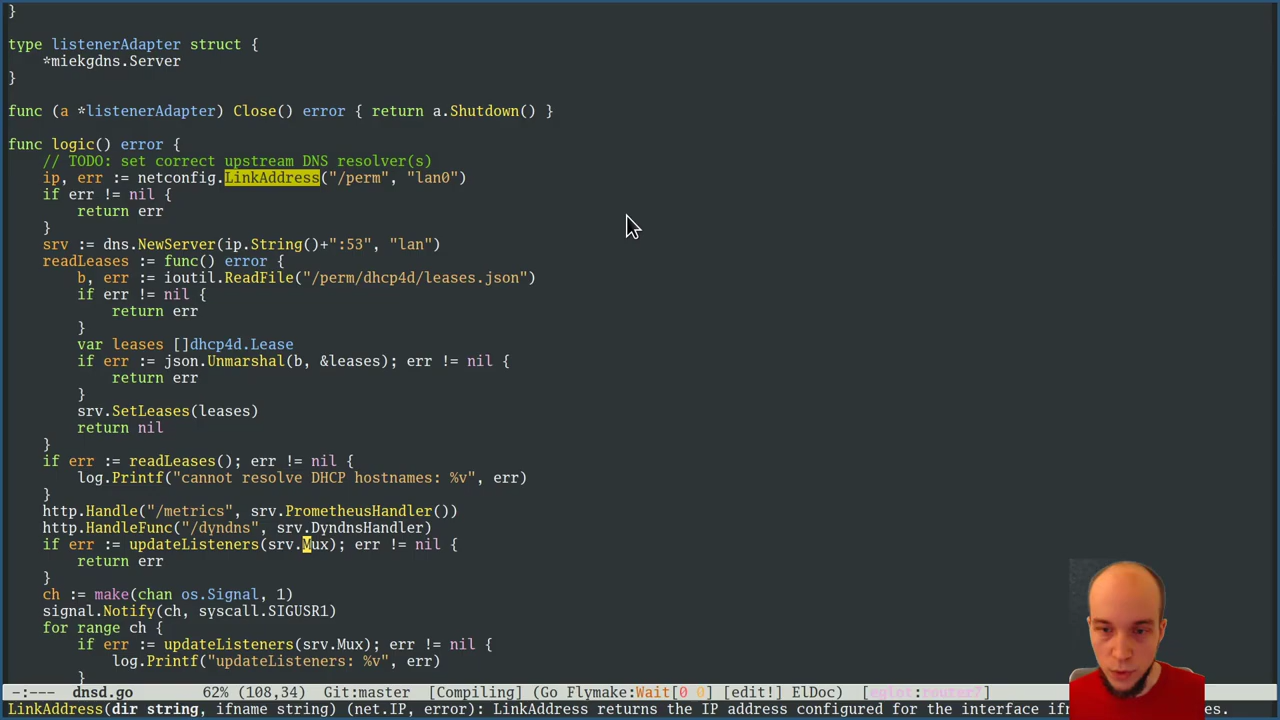 }
type listenerAdapter struct {
*miekgdns.Server
}
func (a *listenerAdapter) Close() error { return a.Shutdown() }
func logic() error {
// TODO: set correct upstream DNS resolver(s)
ip, err := netconfig.LinkAddress("/perm", "lan0")
if err != nil {
return err
}
srv := dns.NewServer(ip.String()+":53", "lan")
readLeases := func() error {
b, err := ioutil.ReadFile("/perm/dhcp4d/leases.json")
if err != nil {
return err
}
var leases []dhcp4d.Lease
if err := json.Unmarshal(b, &leases); err != nil {
return err
}
srv.SetLeases(leases)
return nil
}
if err := readLeases(); err != nil {
log.Printf("cannot resolve DHCP hostnames: %v", err)
}
http.Handle("/metrics", srv.PrometheusHandler())
http.HandleFunc("/dyndns", srv.DyndnsHandler)
if err := updateListeners(srv.Mux); err != nil {
return err
}
ch := make(chan os.Signal, 1)
signal.Notify(ch, syscall.SIGUSR1)
for range ch {
if err := updateListeners(srv.Mux); err != nil {
log.Printf("updateListeners: %v", err)
}
-:--- dnsd.go 62% (108,34) Git:master [Compiling] (Go Flymake:Wait[0 0] [edit!] ElDoc) [eglot:router7]
LinkAddress(dir string, ifname string) (net.IP, error): LinkAddress returns the IP address configured for the interface